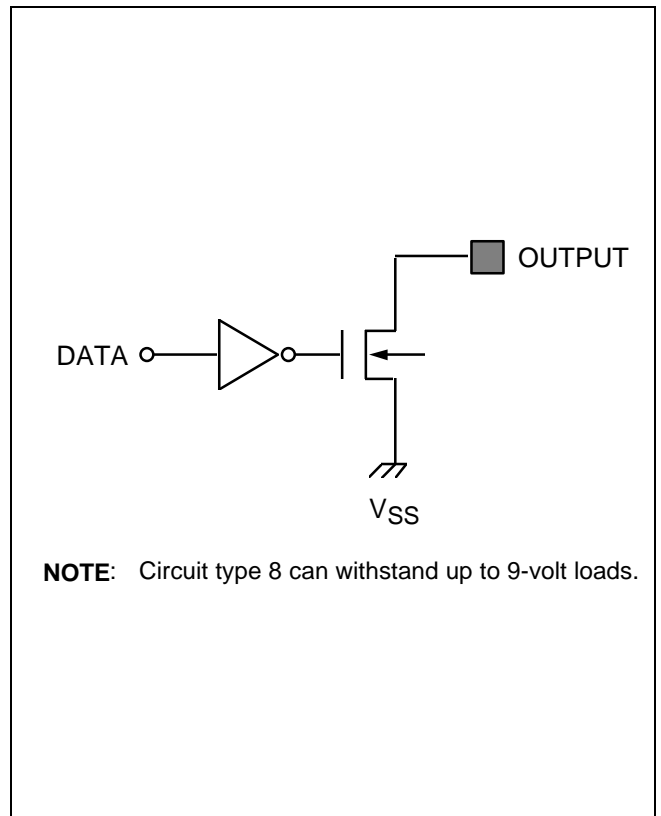 OUTPUT
DATA
VSS
NOTE: Circuit type 8 can withstand up to 9-volt loads.